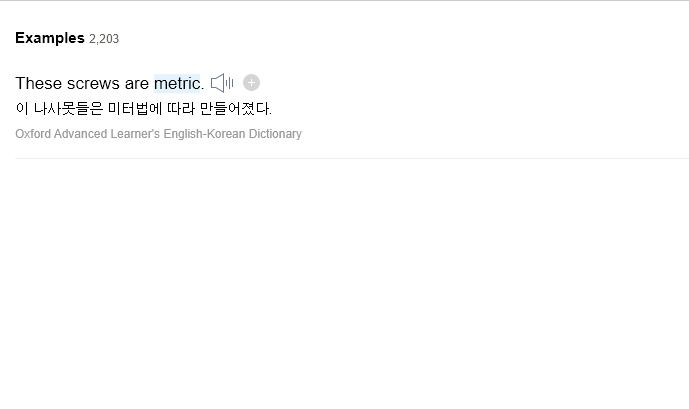 Examples 2,203
These screws are metric.
이 나사못들은 미터법에 따라 만들어졌다.
Oxford Advanced Learner's English-Korean Dictionary